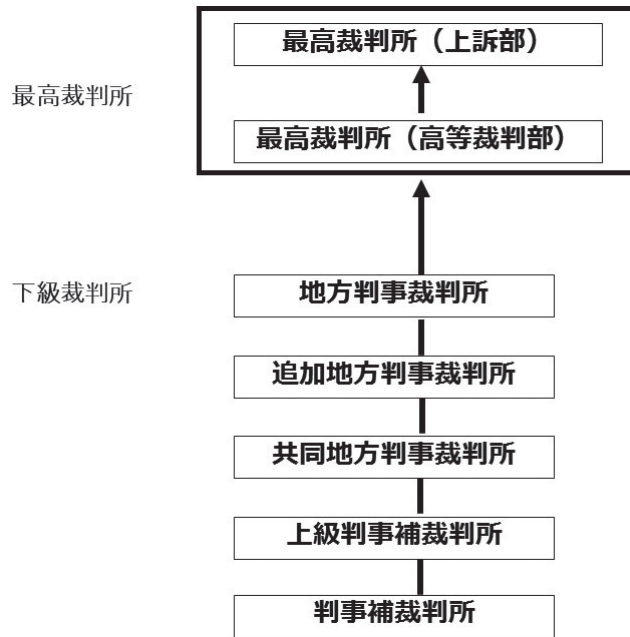 最高裁判所（上訴部）
最高裁判所
最高裁判所（高等裁判部）
下級裁判所
地方判事裁判所
追加地方判事裁判所
共同地方判事裁判所
上級判事補裁判所
判事補裁判所